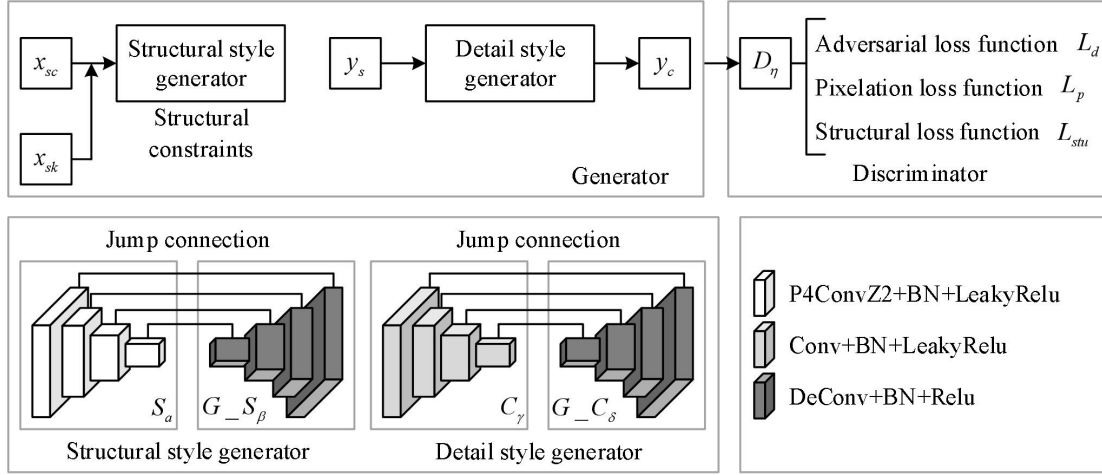 x_sc
Structural style
generator
y_s
Detail style
generator
y_c
D_η
Adversarial loss function L_d
Pixelation loss function L_p
Structural loss function L_stu
Structural
constraints
x_sk
Generator
Discriminator
Jump connection
Jump connection
S_a
G_S_β
C_γ
G_C_δ
Structural style generator
Detail style generator
P4ConvZ2+BN+LeakyRelu
Conv+BN+LeakyRelu
DeConv+BN+Relu